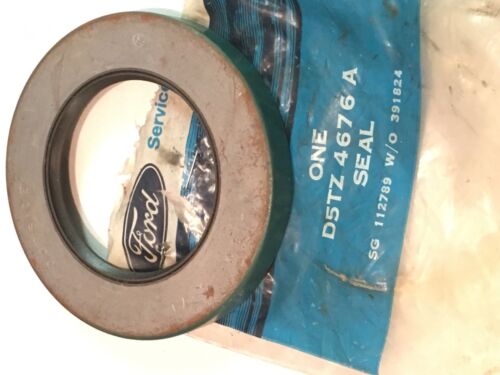 Ford
Service
ONE
D5TZ 4676 A
SEAL
SG 112789 W/O 391824